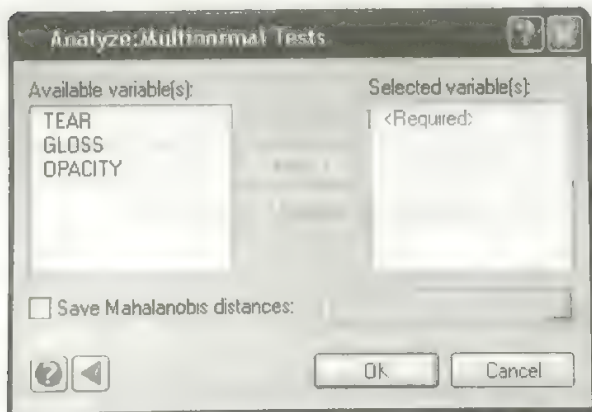 Analyze:Multinormal Tests
Available variable(s):
TEAR
GLOSS
OPACITY
Selected variable(s):
<Required>
Save Mahalanobis distances:
OK
Cancel